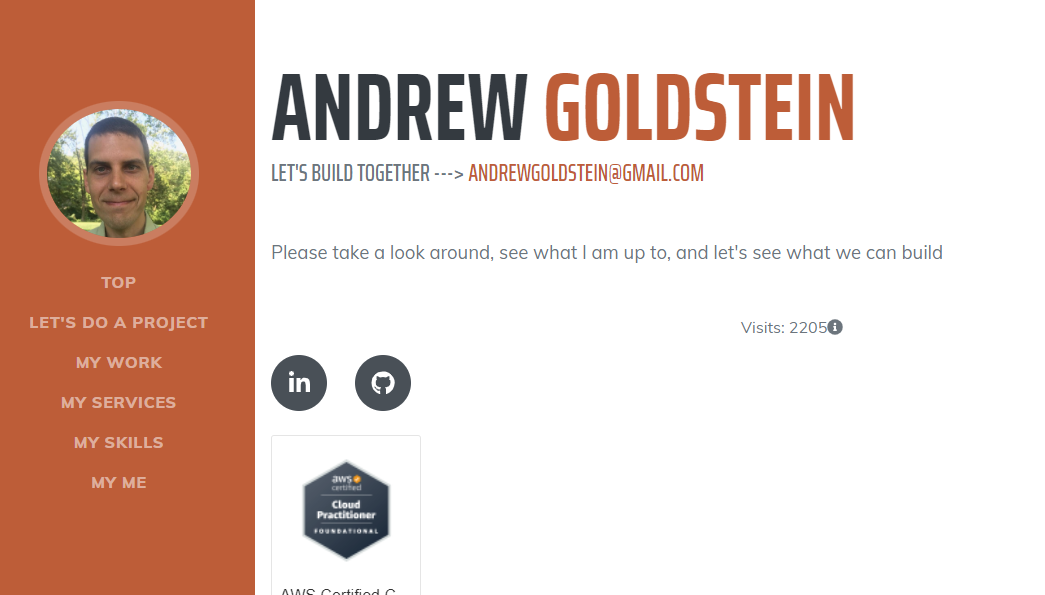 TOP
LET'S DO A PROJECT
MY WORK
MY SERVICES
MY SKILLS
MY ME
ANDREW GOLDSTEIN
LET'S BUILD TOGETHER ---> ANDREWGOLDSTEIN@GMAIL.COM
Please take a look around, see what I am up to, and let's see what we can build
Visits: 2205
in
aws
certified
Cloud
Practitioner
FOUNDATIONAL
AWS Certified C